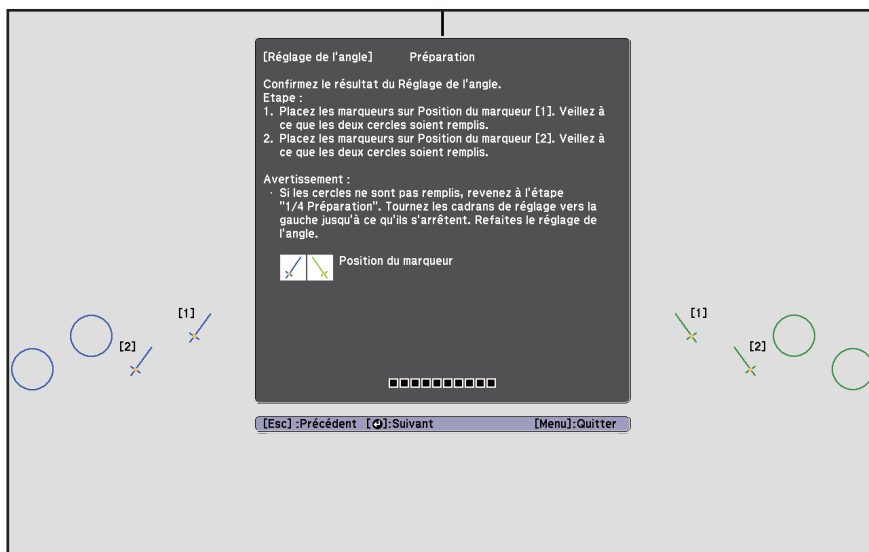 [Réglage de l'angle] Préparation
Confirmez le résultat du Réglage de l'angle.
Etape :
1. Placez les marqueurs sur Position du marqueur [1]. Veillez à
ce que les deux cercles soient remplis.
2. Placez les marqueurs sur Position du marqueur [2]. Veillez à
ce que les deux cercles soient remplis.
Avertissement :
· Si les cercles ne sont pas remplis, revenez à l'étape
"1/4 Préparation". Tournez les cadrans de réglage vers la
gauche jusqu'à ce qu'ils s'arrêtent. Refaites le réglage de
l'angle.
Position du marqueur
[1]
[2]
[1]
[2]
[Esc] :Précédent [↵]:Suivant [Menu]:Quitter